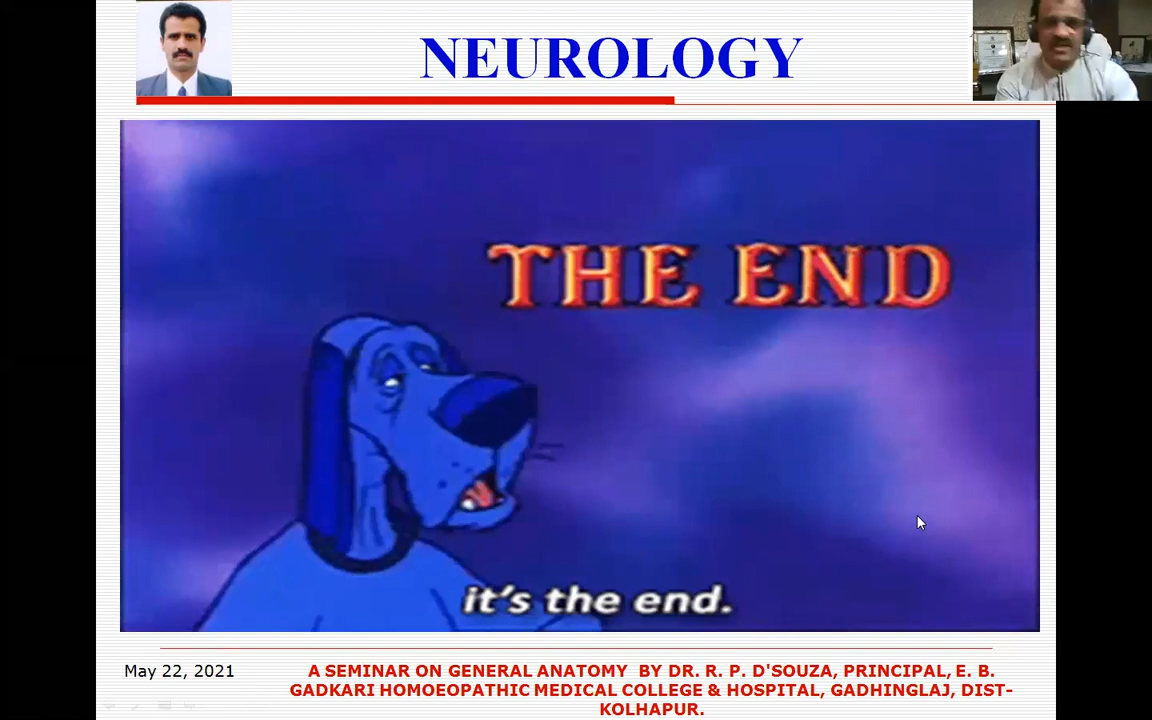 NEUROLOGY
THE END
it's the end.
May 22, 2021
A SEMINAR ON GENERAL ANATOMY BY DR. R. P. D'SOUZA, PRINCIPAL, E. B.
GADKARI HOMOEOPATHIC MEDICAL COLLEGE & HOSPITAL, GADHINGLAJ, DIST-
KOLHAPUR.